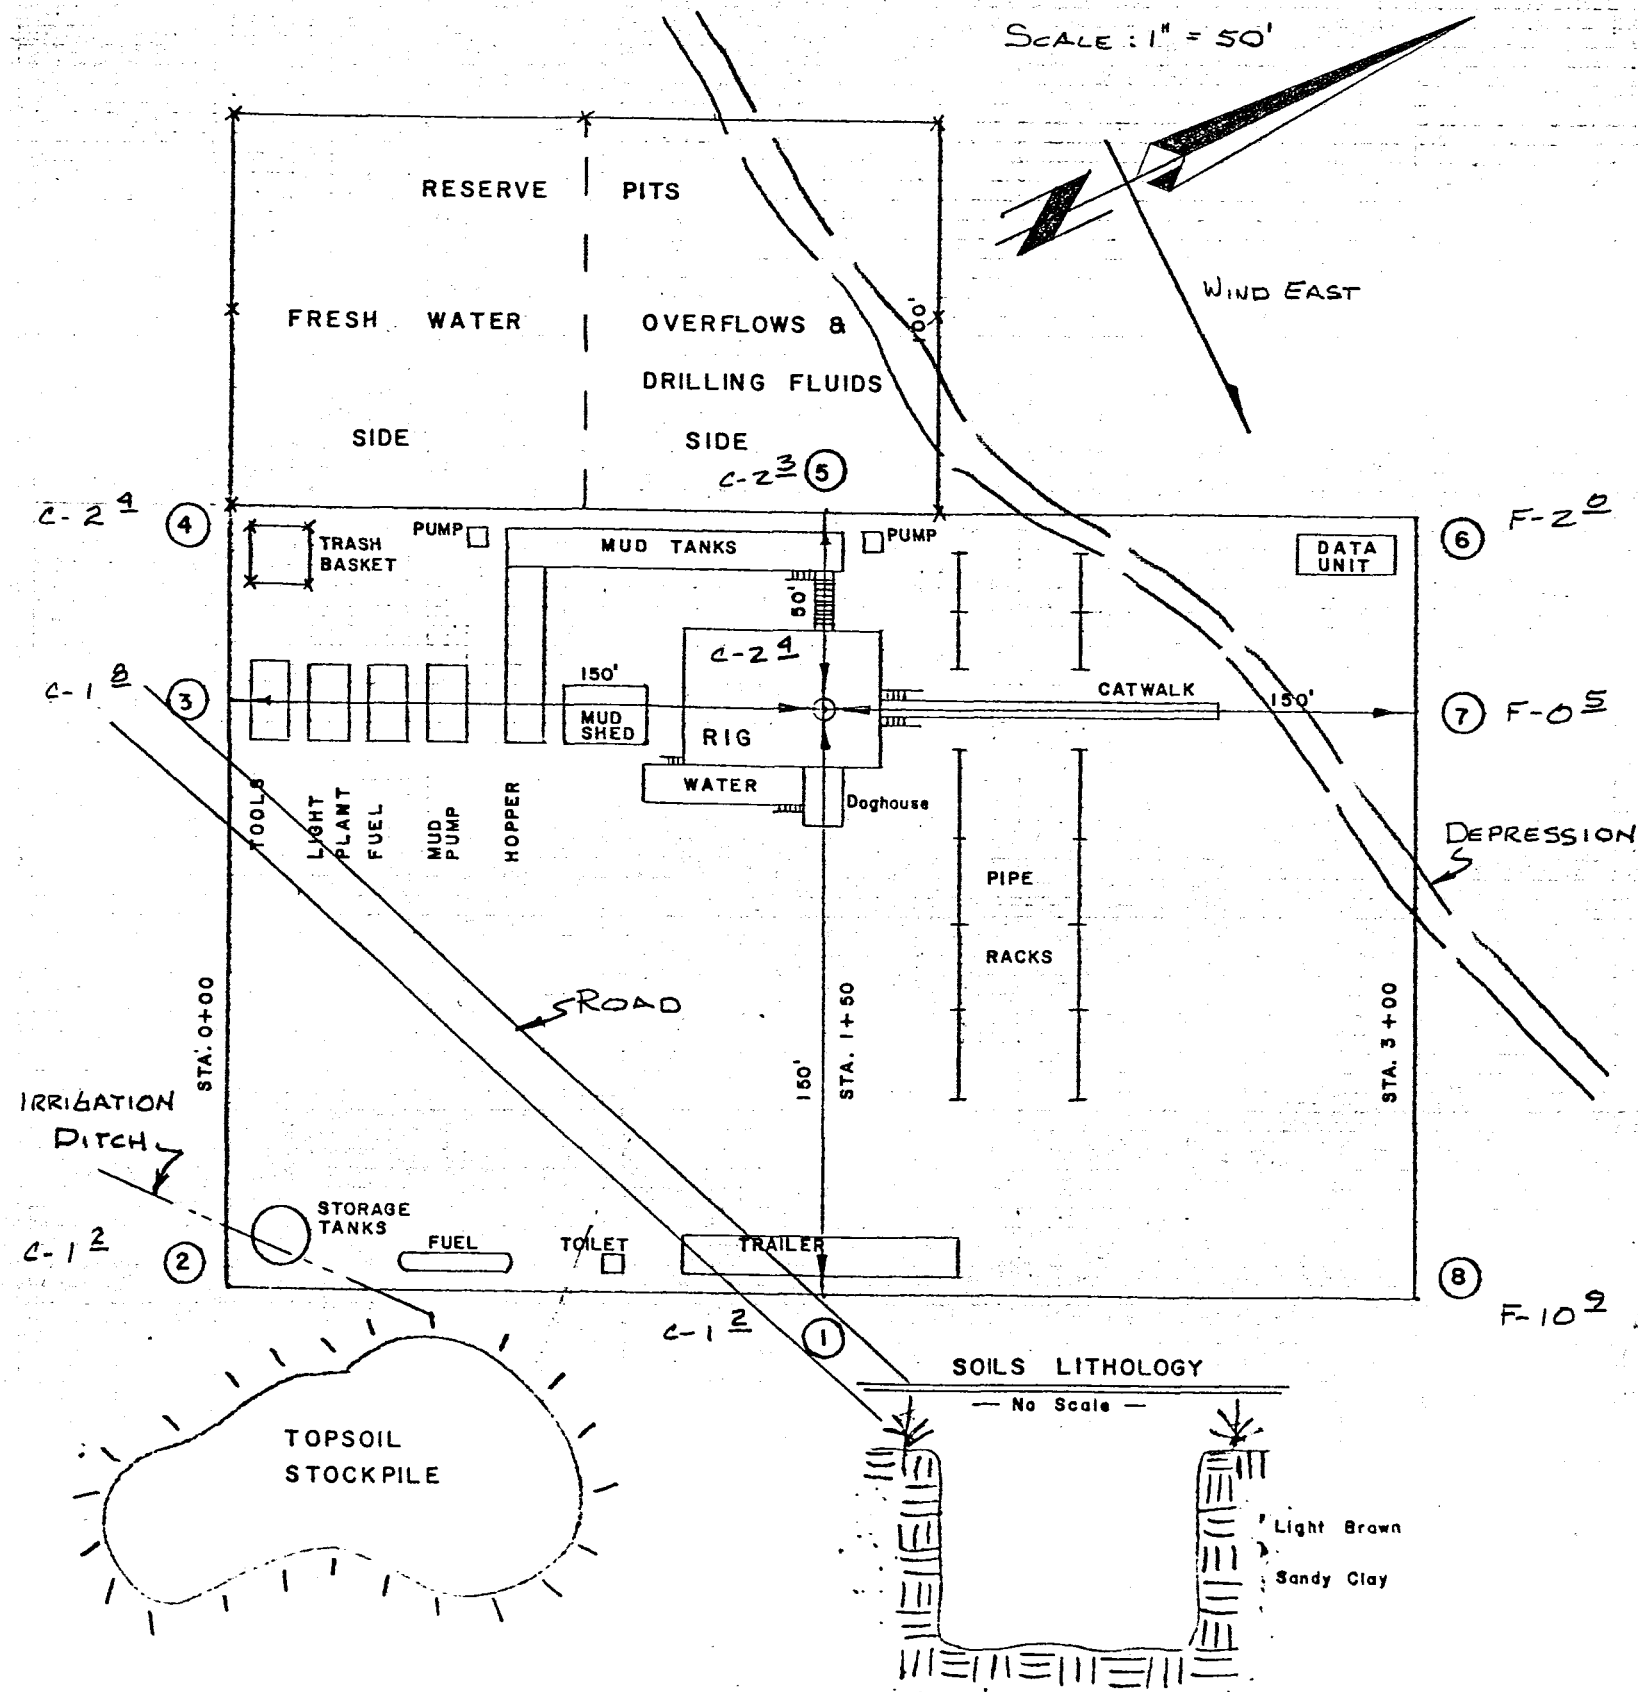 SCALE : 1" = 50'
WIND EAST
RESERVE PITS
FRESH WATER
OVERFLOWS &
DRILLING FLUIDS
100'
SIDE
SIDE
C-2 3
5
C-2 4
4
TRASH
BASKET
PUMP
MUD TANKS
PUMP
DATA
UNIT
6
F-2 0
50'
C-2 4
C-1 8
3
150'
MUD
SHED
RIG
CATWALK
150'
7
F-0 5
WATER
Doghouse
TOOLS
LIGHT
PLANT
FUEL
MUD
PUMP
HOPPER
DEPRESSION
PIPE
RACKS
ROAD
STA. 0+00
150'
STA. 1+50
STA. 3+00
IRRIGATION
DITCH
STORAGE
TANKS
C-1 2
2
FUEL
TOILET
TRAILER
8
F-10 9
C-1 2
1
SOILS LITHOLOGY
— No Scale —
TOPSOIL
STOCKPILE
Light Brown
Sandy Clay